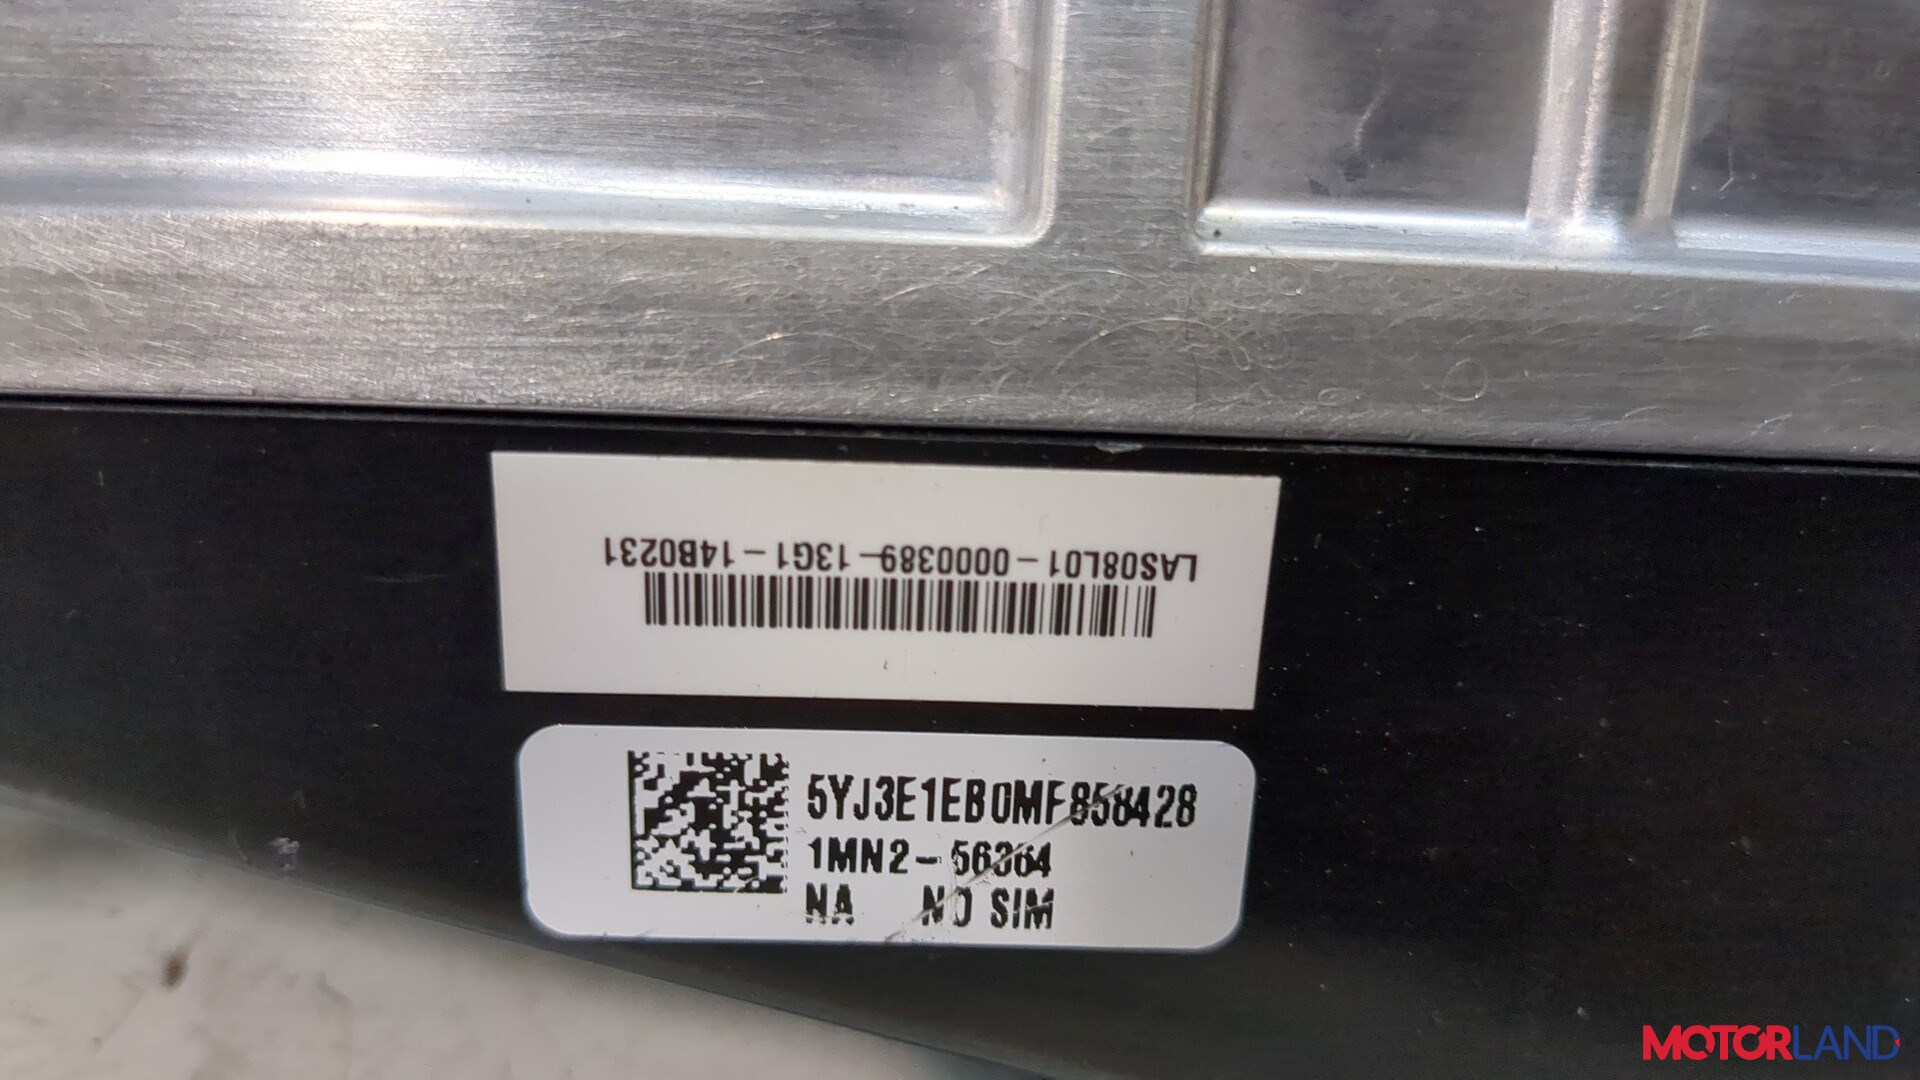 LAS08L01-0000389-13G1-14B0231
5YJ3E1EB0MF858428
1MN2-56364
NA NO SIM
MOTORLAND